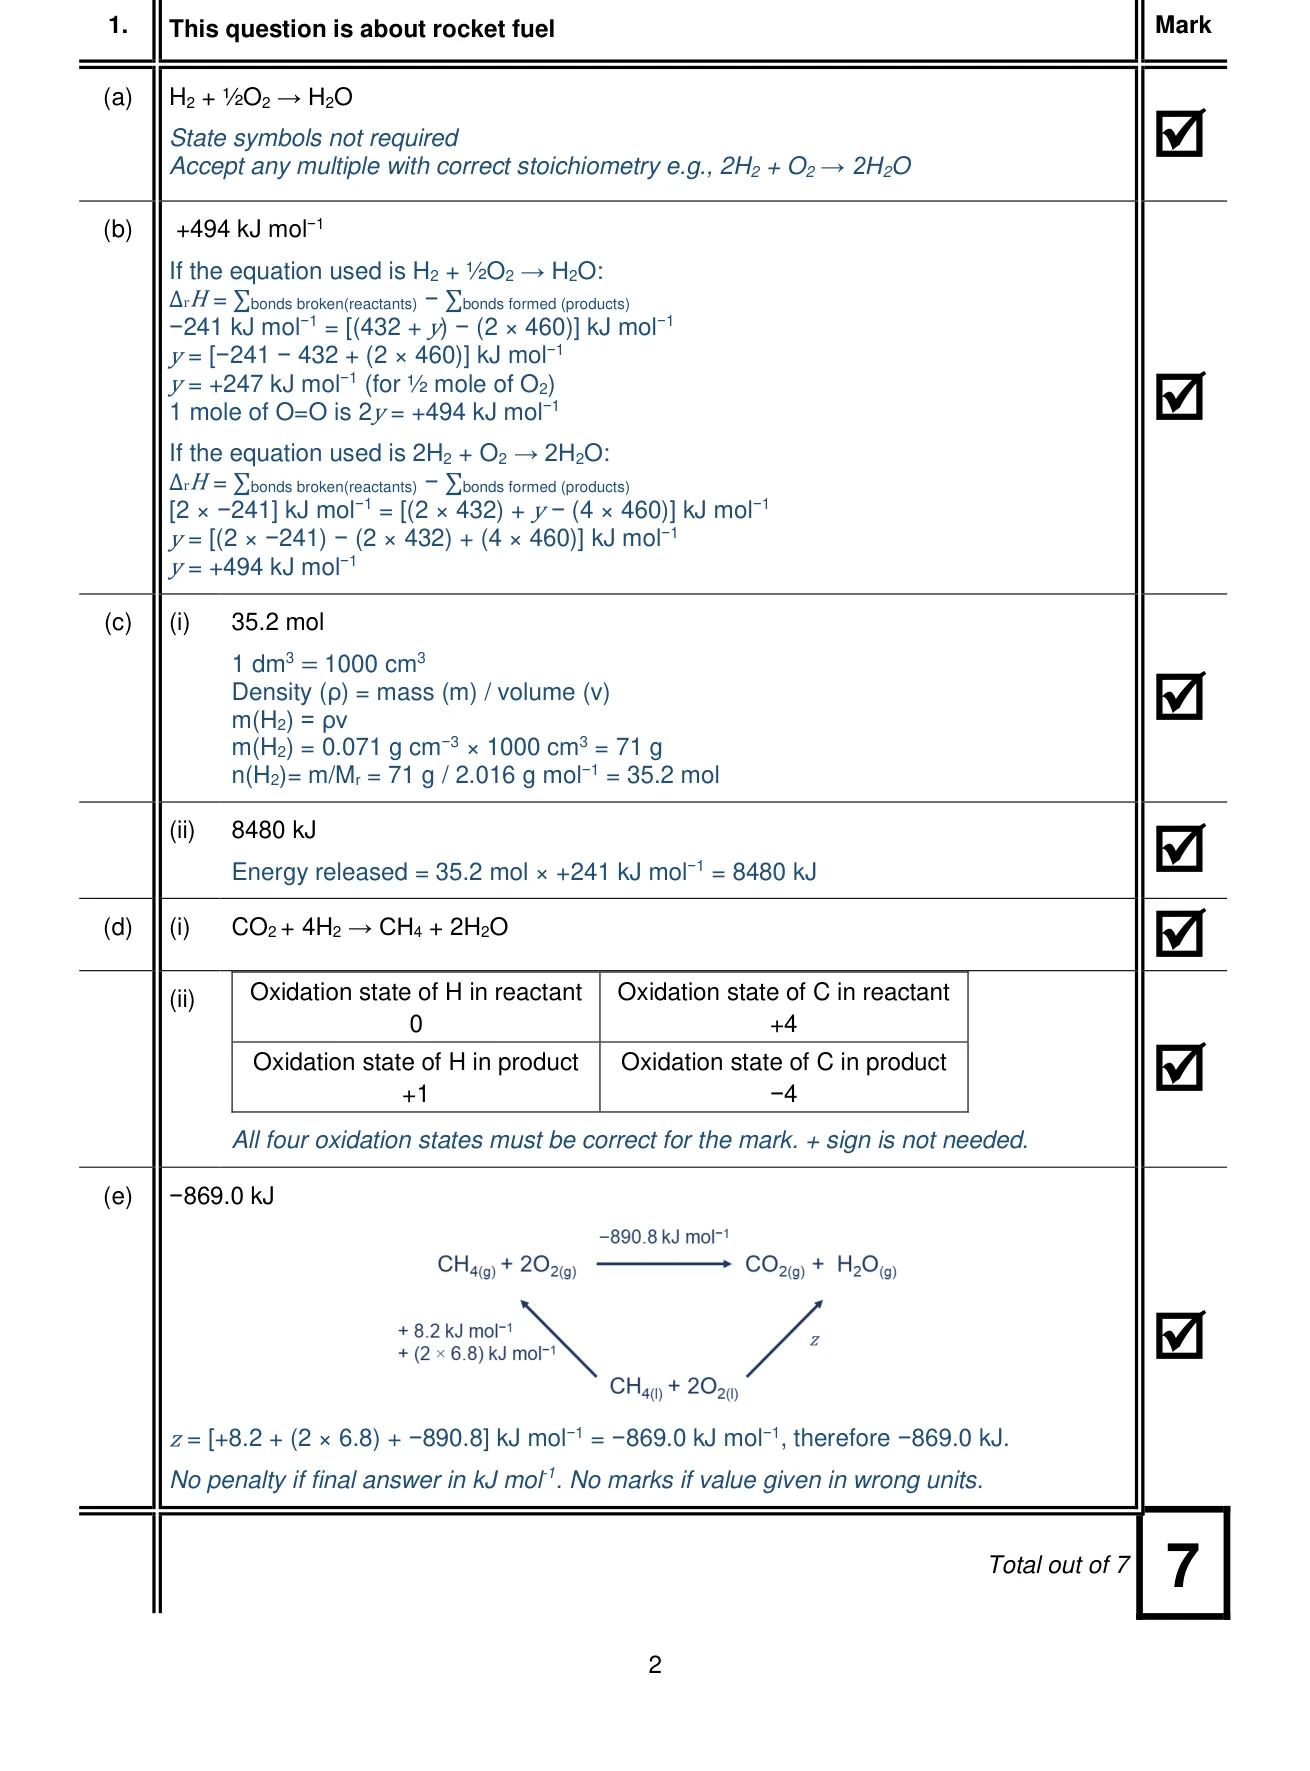 1. This question is about rocket fuel Mark
(a) H₂ + ½O₂ → H₂O
State symbols not required
Accept any multiple with correct stoichiometry e.g., 2H₂ + O₂ → 2H₂O
(b) +494 kJ mol⁻¹
If the equation used is H₂ + ½O₂ → H₂O:
ΔᵣH = ∑bonds broken(reactants) − ∑bonds formed (products)
−241 kJ mol⁻¹ = [(432 + y) − (2 × 460)] kJ mol⁻¹
y = [−241 − 432 + (2 × 460)] kJ mol⁻¹
y = +247 kJ mol⁻¹ (for ½ mole of O₂)
1 mole of O=O is 2y = +494 kJ mol⁻¹
If the equation used is 2H₂ + O₂ → 2H₂O:
ΔᵣH = ∑bonds broken(reactants) − ∑bonds formed (products)
[2 × −241] kJ mol⁻¹ = [(2 × 432) + y − (4 × 460)] kJ mol⁻¹
y = [(2 × −241) − (2 × 432) + (4 × 460)] kJ mol⁻¹
y = +494 kJ mol⁻¹
(c) (i) 35.2 mol
1 dm³ = 1000 cm³
Density (ρ) = mass (m) / volume (v)
m(H₂) = ρv
m(H₂) = 0.071 g cm⁻³ × 1000 cm³ = 71 g
n(H₂)= m/Mᵣ = 71 g / 2.016 g mol⁻¹ = 35.2 mol
(ii) 8480 kJ
Energy released = 35.2 mol × +241 kJ mol⁻¹ = 8480 kJ
(d) (i) CO₂ + 4H₂ → CH₄ + 2H₂O
(ii) Oxidation state of H in reactant Oxidation state of C in reactant
0 +4
Oxidation state of H in product Oxidation state of C in product
+1 −4
All four oxidation states must be correct for the mark. + sign is not needed.
(e) −869.0 kJ
−890.8 kJ mol⁻¹
CH₄₍g₎ + 2O₂₍g₎ → CO₂₍g₎ + H₂O₍g₎
+ 8.2 kJ mol⁻¹
+ (2 × 6.8) kJ mol⁻¹ z
CH₄₍l₎ + 2O₂₍l₎
z = [+8.2 + (2 × 6.8) + −890.8] kJ mol⁻¹ = −869.0 kJ mol⁻¹, therefore −869.0 kJ.
No penalty if final answer in kJ mol⁻¹. No marks if value given in wrong units.
Total out of 7 7
2